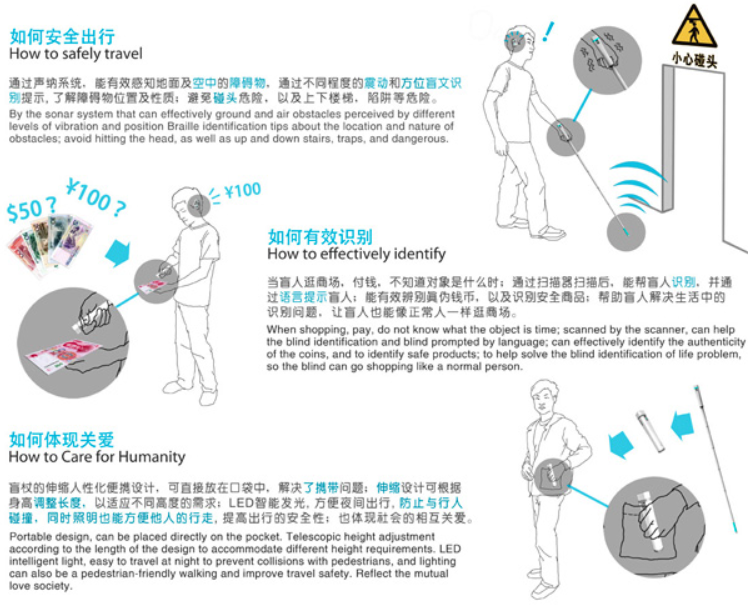 如何安全出行
How to safely travel
通过声纳系统，能有效感知地面及空中的障碍物，通过不同程度的震动和方位盲文识
别提示，了解障碍物位置及性质；避免碰头危险，以及上下楼梯，陷阱等危险。
By the sonar system that can effectively ground and air obstacles perceived by different
levels of vibration and position Braille identification tips about the location and nature of
obstacles; avoid hitting the head, as well as up and down stairs, traps, and dangerous.
!
小心碰头
$50 ?
¥100 ?
¥100
如何有效识别
How to effectively identify
当盲人逛商场，付钱，不知道对象是什么时；通过扫描器扫描后，能帮盲人识别，并通
过语言提示盲人；能有效辨别真伪钱币，以及识别安全商品；帮助盲人解决生活中的
识别问题，让盲人也能像正常人一样逛商场。
When shopping, pay, do not know what the object is time; scanned by the scanner, can help
the blind identification and blind prompted by language; can effectively identify the authenticity
of the coins, and to identify safe products; to help solve the blind identification of life problem,
so the blind can go shopping like a normal person.
如何体现关爱
How to Care for Humanity
盲杖的伸缩人性化便携设计，可直接放在口袋中，解决了携带问题；伸缩设计可根据
身高调整长度，以适应不同高度的需求；LED智能发光，方便夜间出行，防止与行人
碰撞，同时照明也能方便他人的行走，提高出行的安全性；也体现社会的相互关爱。
Portable design, can be placed directly on the pocket. Telescopic height adjustment
according to the length of the design to accommodate different height requirements. LED
intelligent light, easy to travel at night to prevent collisions with pedestrians, and lighting
can also be a pedestrian-friendly walking and improve travel safety. Reflect the mutual
love society.